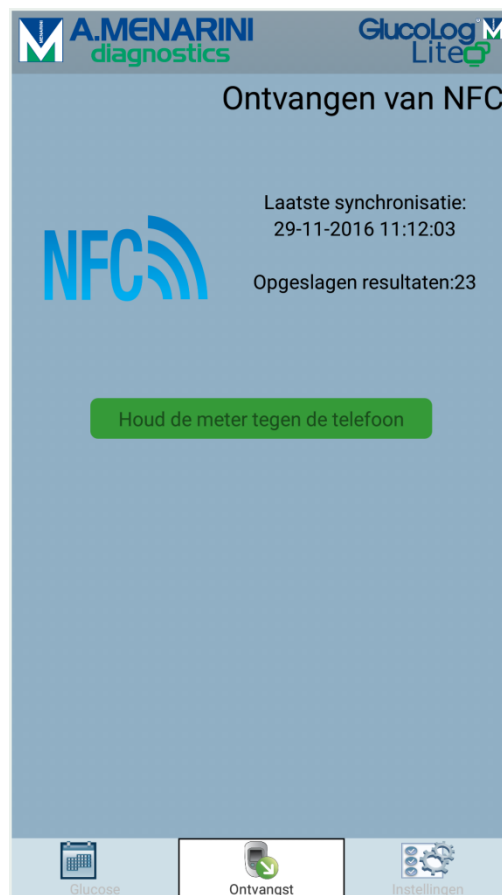 A.MENARINI
diagnostics
GlucoLog
Lite
Ontvangen van NFC
Laatste synchronisatie:
29-11-2016 11:12:03
NFC
Opgeslagen resultaten:23
Houd de meter tegen de telefoon
Glucose
Ontvangst
Instellingen